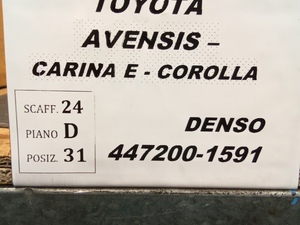 TOYOTA
AVENSIS –
CARINA E - COROLLA
SCAFF. 24
PIANO D
POSIZ. 31
DENSO
447200-1591